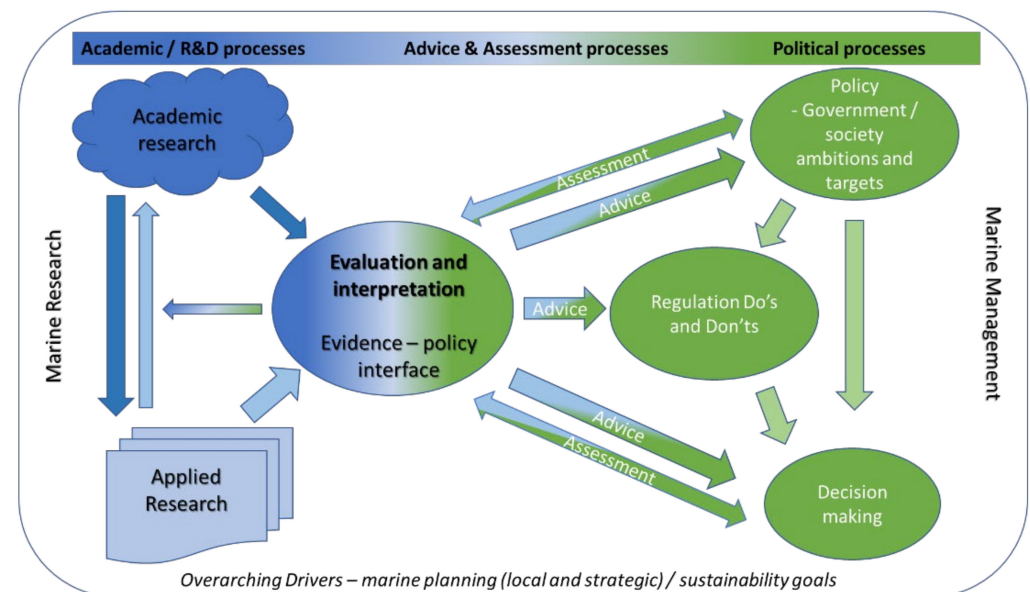 Academic / R&D processes
Advice & Assessment processes
Political processes
Academic
research
Policy
- Government /
society
ambitions and
targets
Assessment
Advice
Marine Research
Evaluation and
interpretation
Evidence – policy
interface
Advice
Regulation Do's
and Don'ts
Marine Management
Advice
Assessment
Applied
Research
Decision
making
Overarching Drivers – marine planning (local and strategic) / sustainability goals